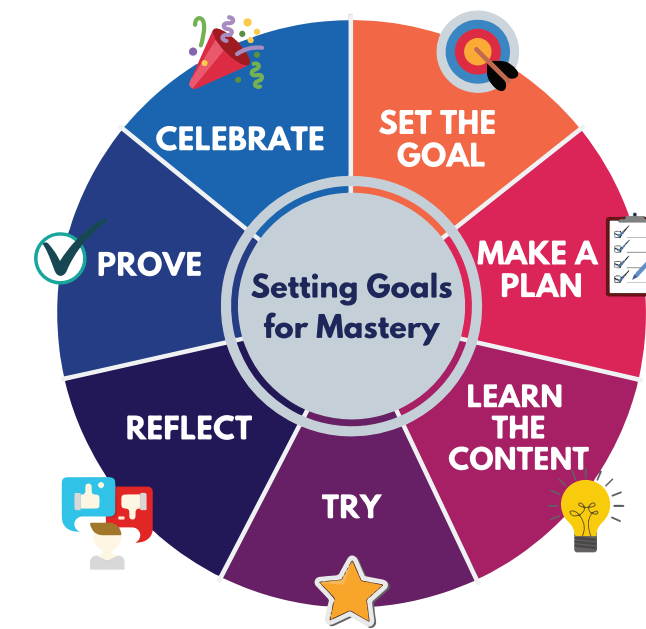 Setting Goals
for Mastery
SET THE
GOAL
MAKE A
PLAN
LEARN
THE
CONTENT
TRY
REFLECT
PROVE
CELEBRATE